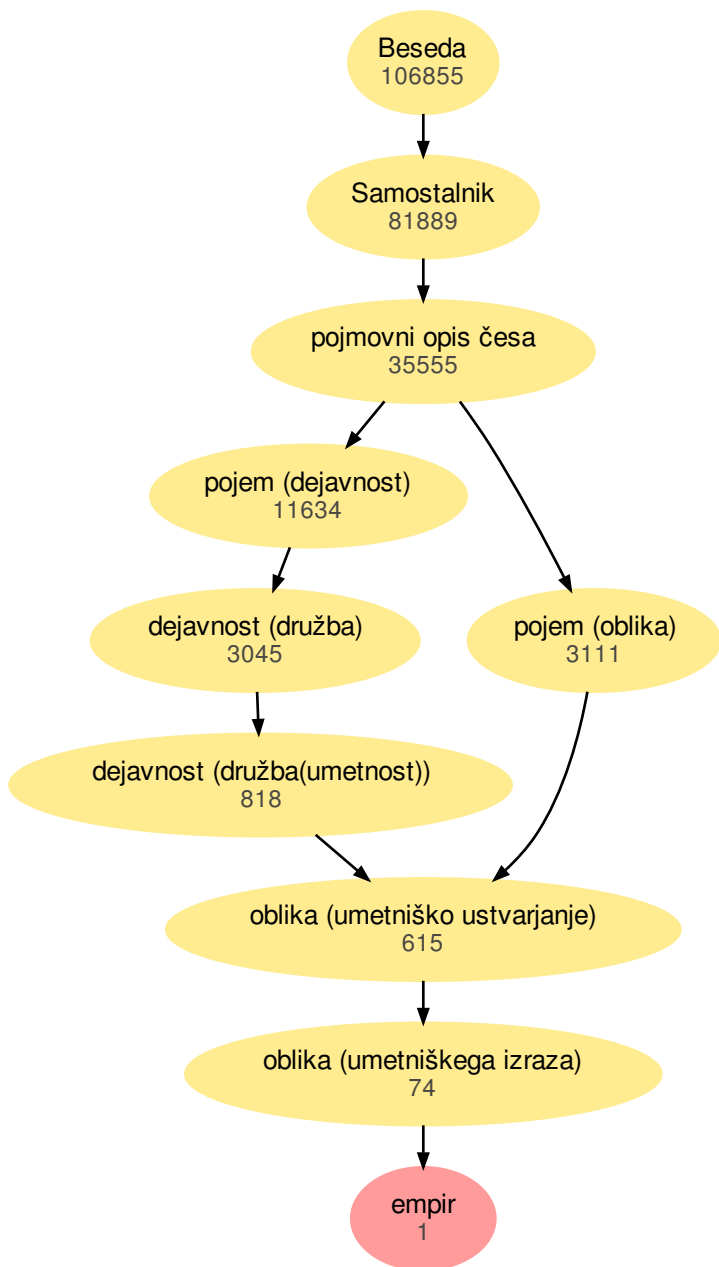 Beseda
106855
Samostalnik
81889
pojmovni opis česa
35555
pojem (dejavnost)
11634
dejavnost (družba)
3045
pojem (oblika)
3111
dejavnost (družba(umetnost))
818
oblika (umetniško ustvarjanje)
615
oblika (umetniškega izraza)
74
empir
1